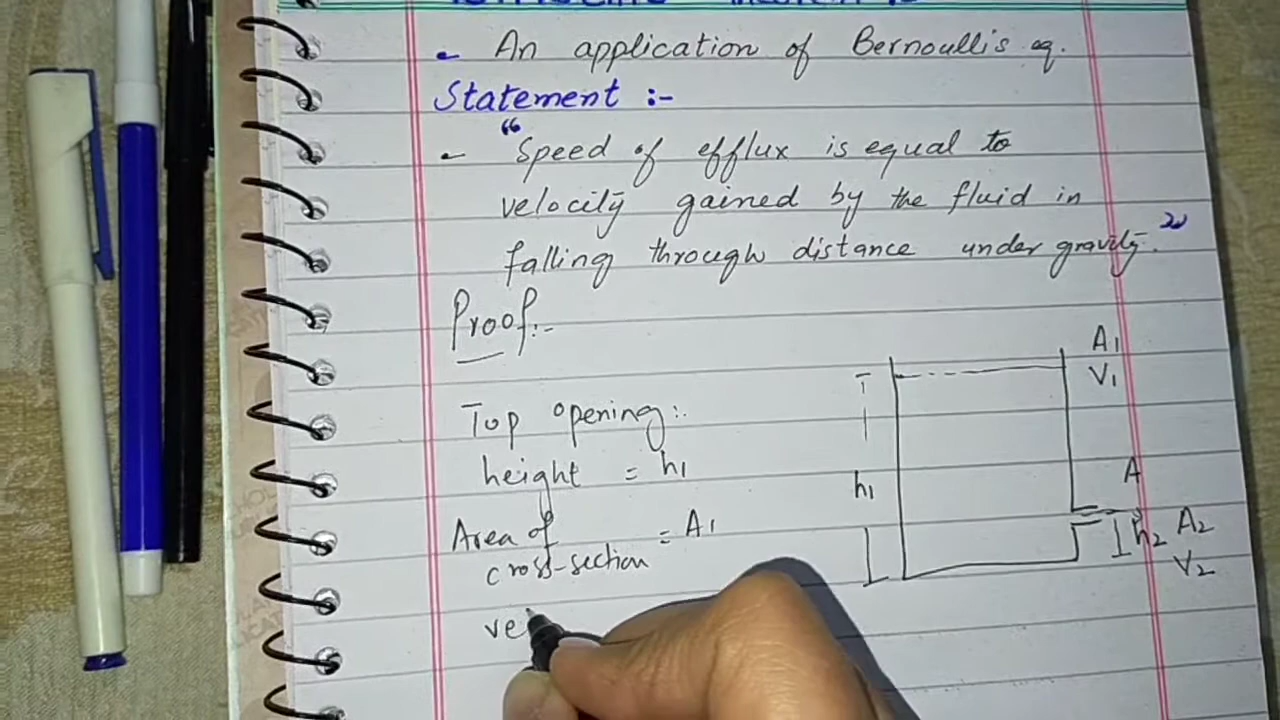 - An application of Bernoulli's eq.
Statement :-
- "Speed of efflux is equal to
velocity gained by the fluid in
falling through distance under gravity."
Proof:-
Top opening:
height = h1
Area of
cross-section = A1
ve
A1
V1
h1
A
h2 A2
V2